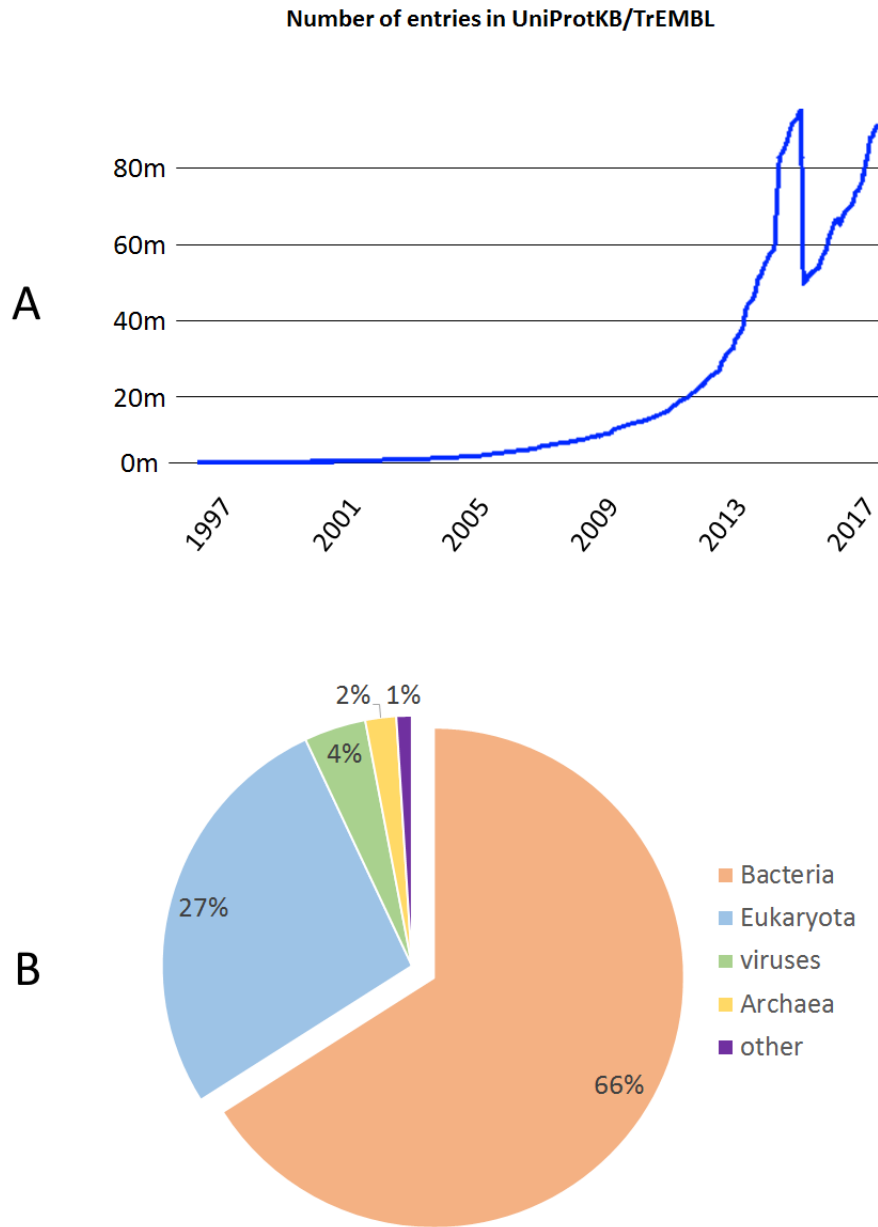 Number of entries in UniProtKB/TrEMBL
80m
60m
A
40m
20m
0m
1997 2001 2005 2009 2013 2017
2% 1%
4%
Bacteria
27%
Eukaryota
viruses
B
Archaea
other
66%